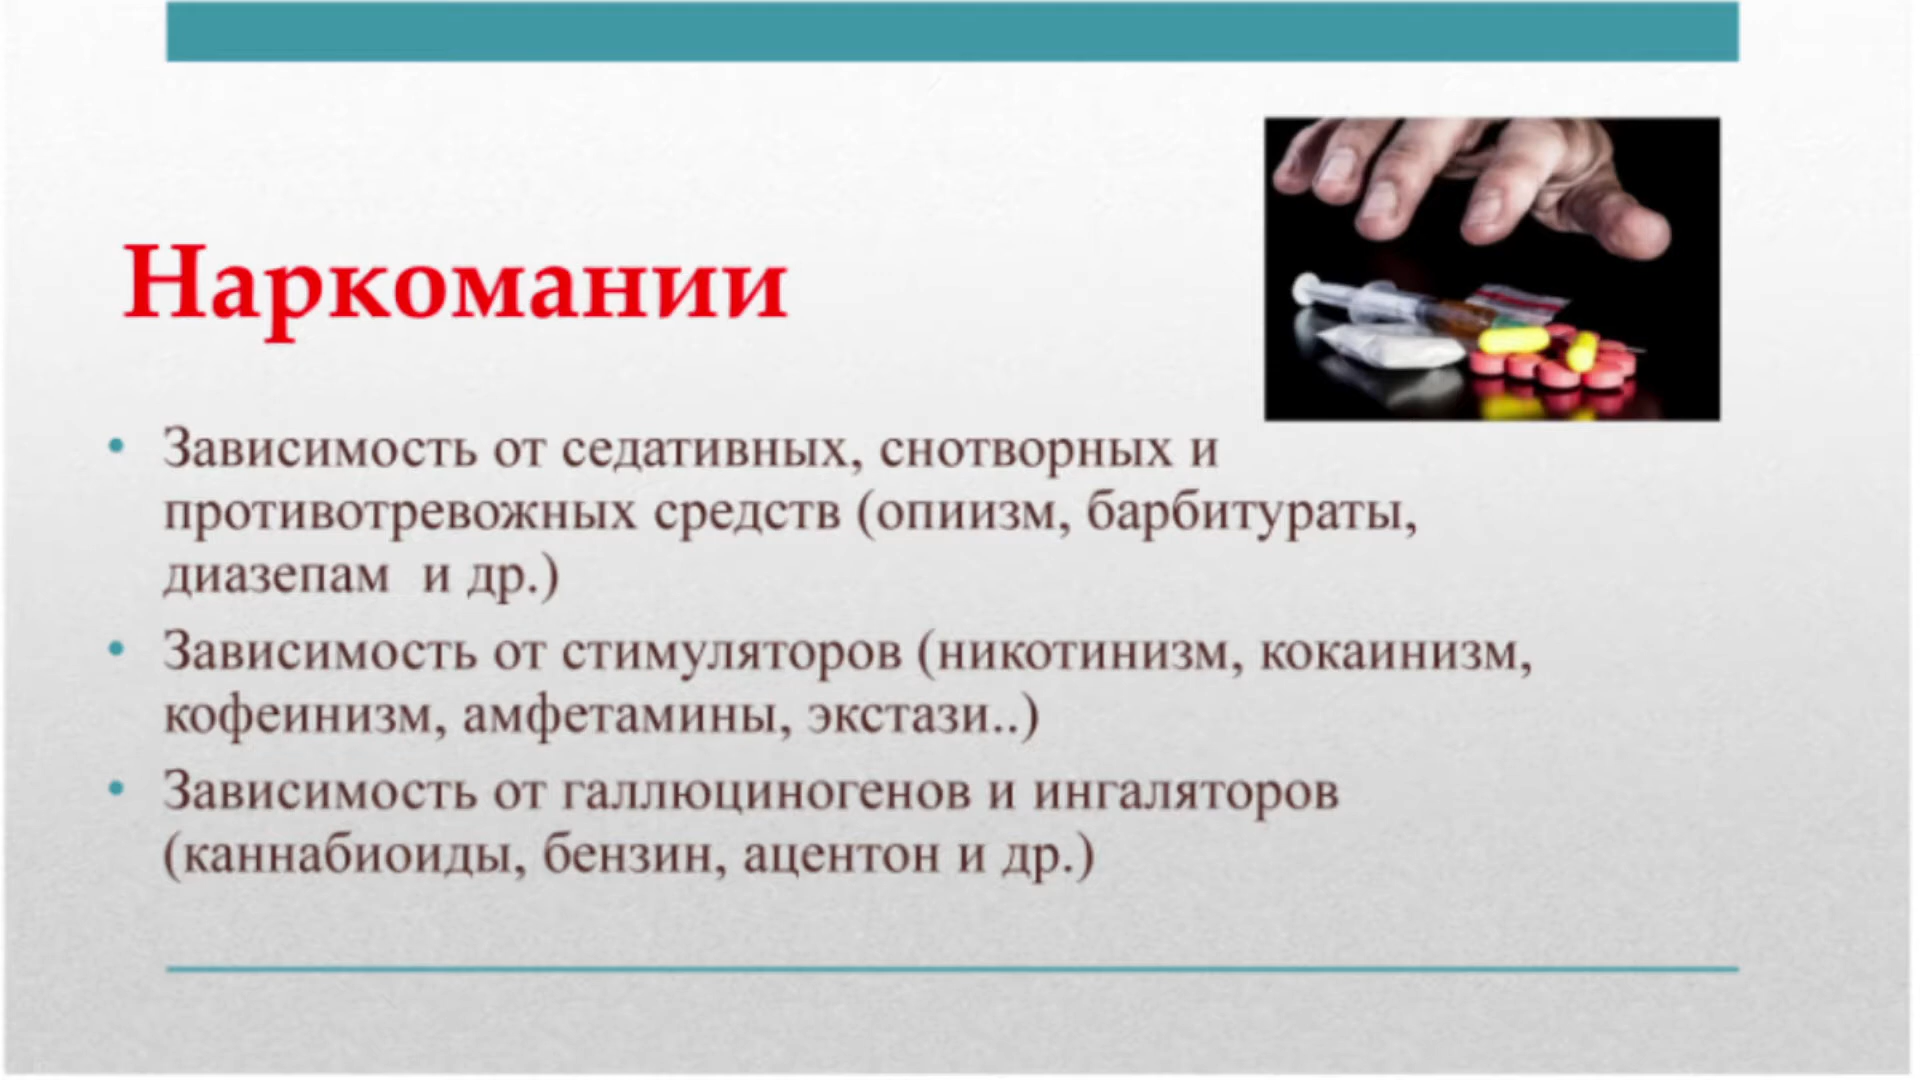 Наркомании
• Зависимость от седативных, снотворных и
противотревожных средств (опиизм, барбитураты,
диазепам  и др.)
• Зависимость от стимуляторов (никотинизм, кокаинизм,
кофеинизм, амфетамины, экстази..)
• Зависимость от галлюциногенов и ингаляторов
(каннабиоиды, бензин, ацентон и др.)